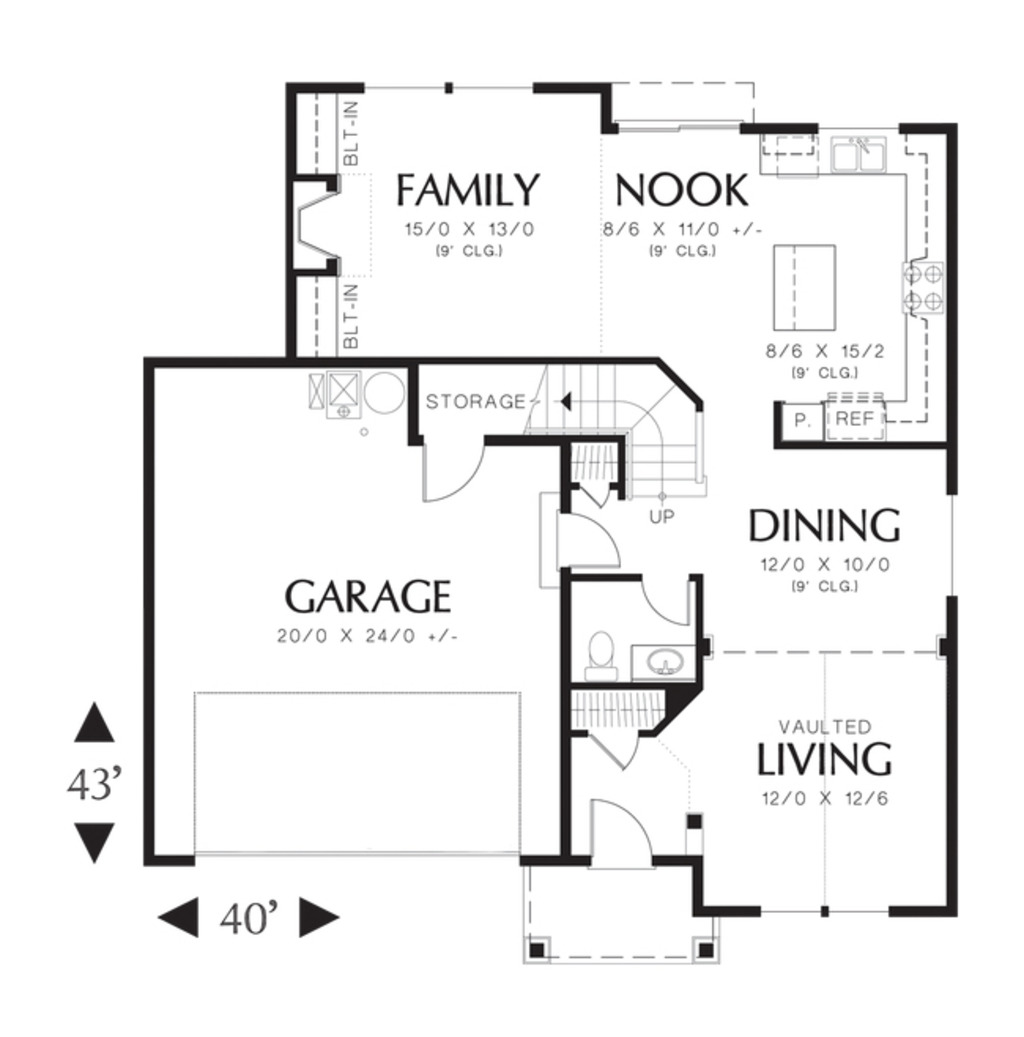 BLT-IN
FAMILY
15/0 X 13/0
(9' CLG.)
NOOK
8/6 X 11/0 +/-
(9' CLG.)
BLT-IN
8/6 X 15/2
(9' CLG.)
STORAGE
P.
REF
UP
DINING
12/0 X 10/0
(9' CLG.)
GARAGE
20/0 X 24/0 +/-
VAULTED
LIVING
12/0 X 12/6
43'
40'